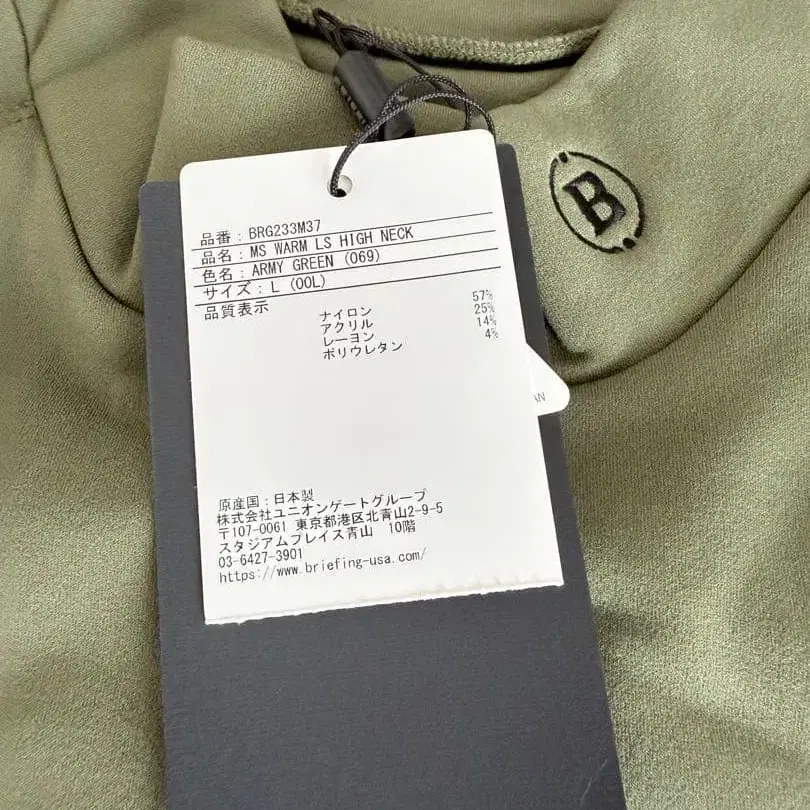 B
品番：BRG233M37
品名：MS WARM LS HIGH NECK
色名：ARMY GREEN (069)
サイズ：L (00L)
品質表示
ナイロン 57%
アクリル 25%
レーヨン 14%
ポリウレタン 4%
原産国：日本製
株式会社ユニオンゲートグループ
〒107-0061 東京都港区北青山2-9-5
スタジアムプレイス青山 10階
03-6427-3901
https://www.briefing-usa.com/